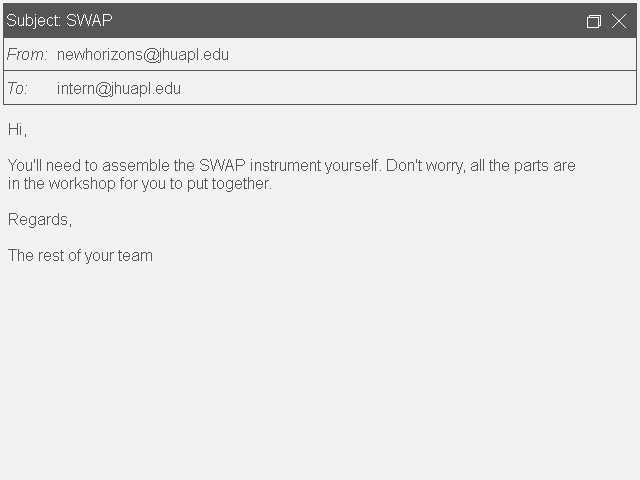 Subject: SWAP
From: newhorizons@jhuapl.edu
To: intern@jhuapl.edu
Hi,
You'll need to assemble the SWAP instrument yourself. Don't worry, all the parts are
in the workshop for you to put together.
Regards,
The rest of your team